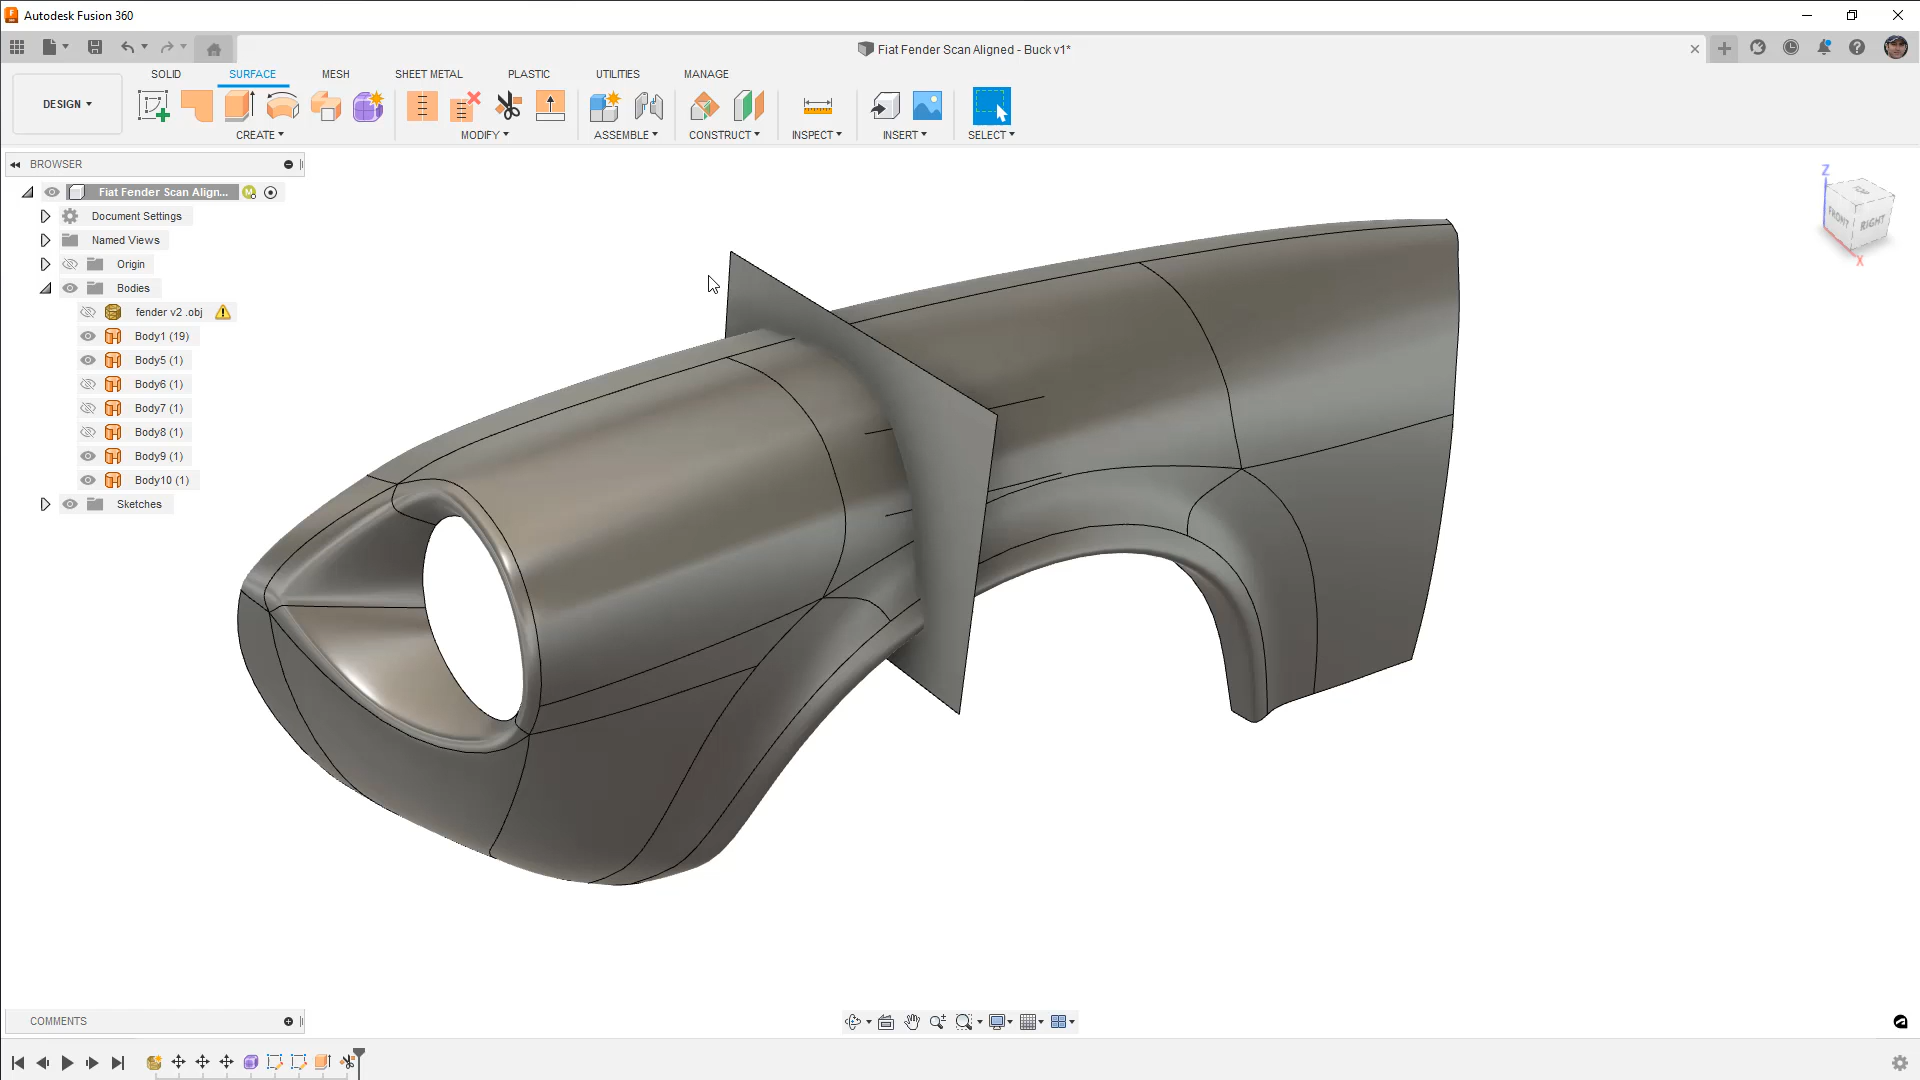 Autodesk Fusion 360
Fiat Fender Scan Aligned - Buck v1*
SOLID SURFACE MESH SHEET METAL PLASTIC UTILITIES MANAGE
DESIGN
CREATE MODIFY ASSEMBLE CONSTRUCT INSPECT INSERT SELECT
BROWSER
Fiat Fender Scan Align...
Document Settings
Named Views
Origin
Bodies
fender v2 .obj
Body1 (19)
Body5 (1)
Body6 (1)
Body7 (1)
Body8 (1)
Body9 (1)
Body10 (1)
Sketches
Z
FRONT RIGHT
X
COMMENTS